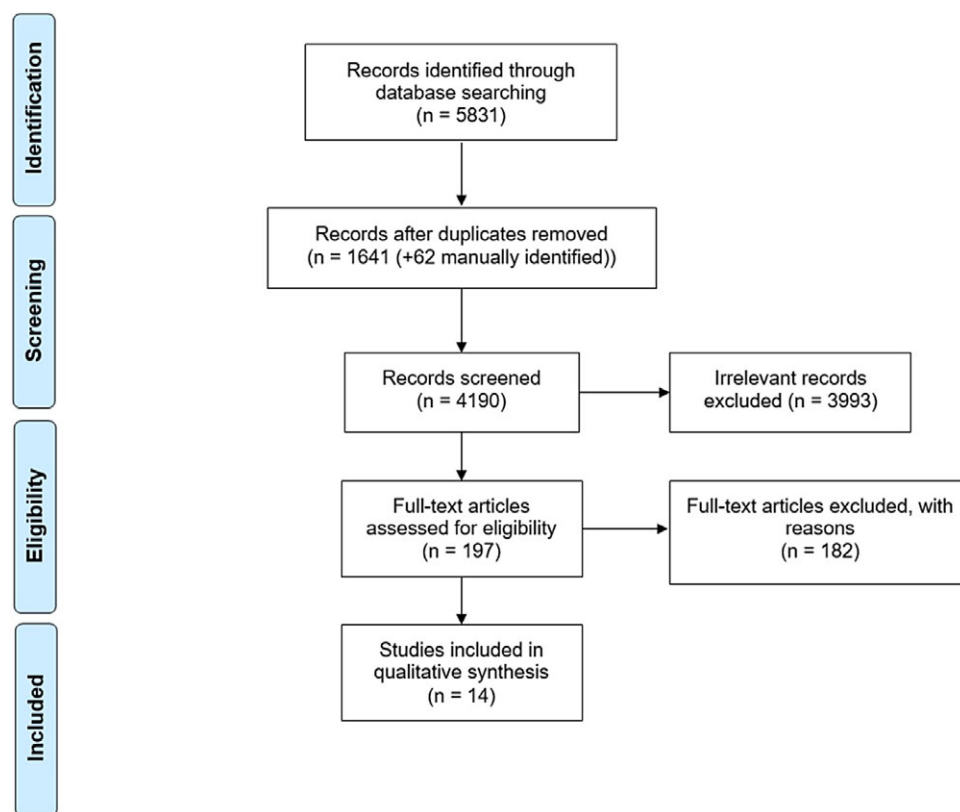 Identification
Records identified through
database searching
(n = 5831)
Records after duplicates removed
(n = 1641 (+62 manually identified))
Screening
Records screened
(n = 4190)
Irrelevant records
excluded (n = 3993)
Eligibility
Full-text articles
assessed for eligibility
(n = 197)
Full-text articles excluded, with
reasons
(n = 182)
Included
Studies included in
qualitative synthesis
(n = 14)